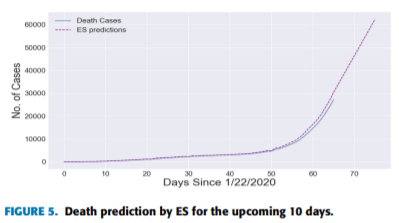 Death Cases
ES predictions
60000
50000
40000
30000
20000
10000
0
No. of Cases
0 10 20 30 40 50 60 70
Days Since 1/22/2020
FIGURE 5. Death prediction by ES for the upcoming 10 days.